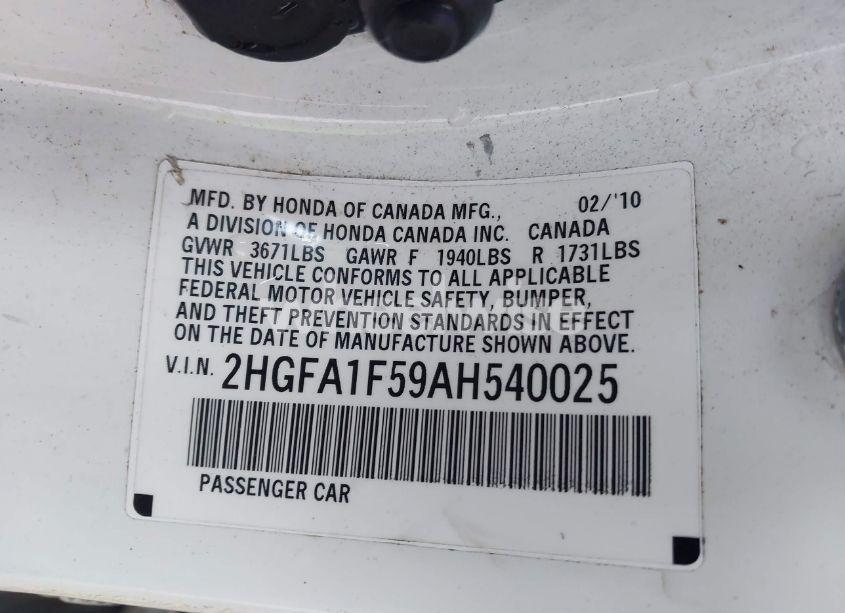 MFD. BY HONDA OF CANADA MFG., 02/'10
A DIVISION OF HONDA CANADA INC. CANADA
GVWR 3671LBS GAWR F 1940LBS R 1731LBS
THIS VEHICLE CONFORMS TO ALL APPLICABLE
FEDERAL MOTOR VEHICLE SAFETY, BUMPER,
AND THEFT PREVENTION STANDARDS IN EFFECT
ON THE DATE OF MANUFACTURE SHOWN ABOVE.
V.I.N. 2HGFA1F59AH540025
PASSENGER CAR